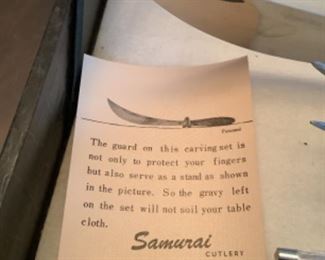 Patented
The guard on this carving set is
not only to protect your fingers
but also serve as a stand as shown
in the picture. So the gravy left
on the set will not soil your table
cloth.
Samurai
CUTLERY